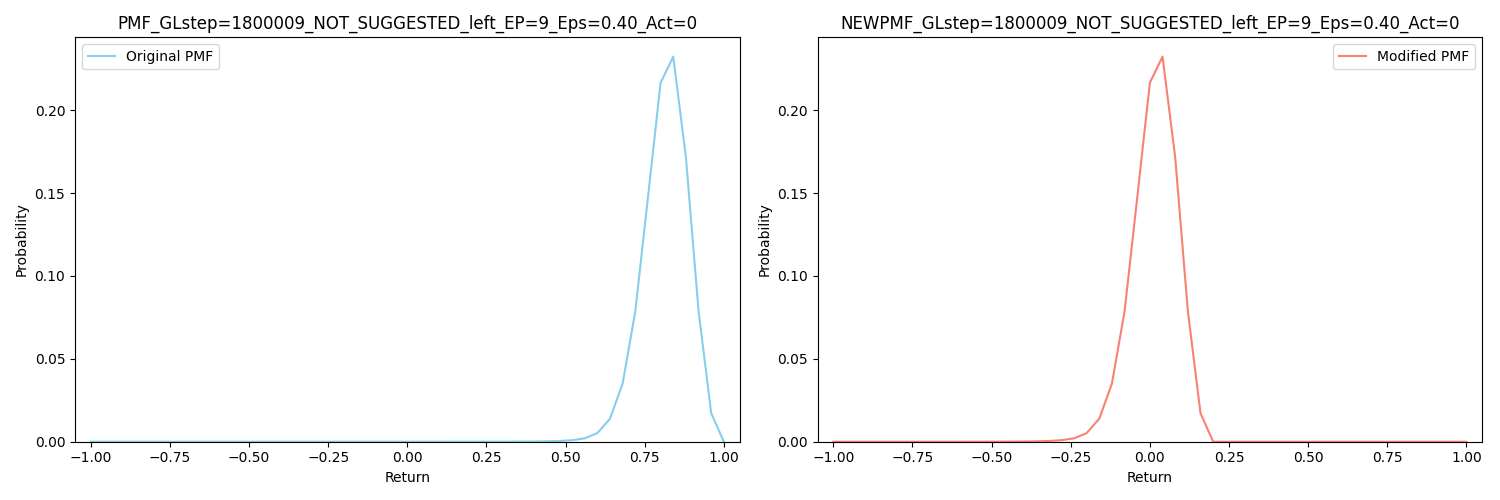 PMF_GLstep=1800009_NOT_SUGGESTED_left_EP=9_Eps=0.40_Act=0
Original PMF
Probability
0.20
0.15
0.10
0.05
0.00
−1.00 −0.75 −0.50 −0.25 0.00 0.25 0.50 0.75 1.00
Return
NEWPMF_GLstep=1800009_NOT_SUGGESTED_left_EP=9_Eps=0.40_Act=0
Modified PMF
Probability
0.20
0.15
0.10
0.05
0.00
−1.00 −0.75 −0.50 −0.25 0.00 0.25 0.50 0.75 1.00
Return